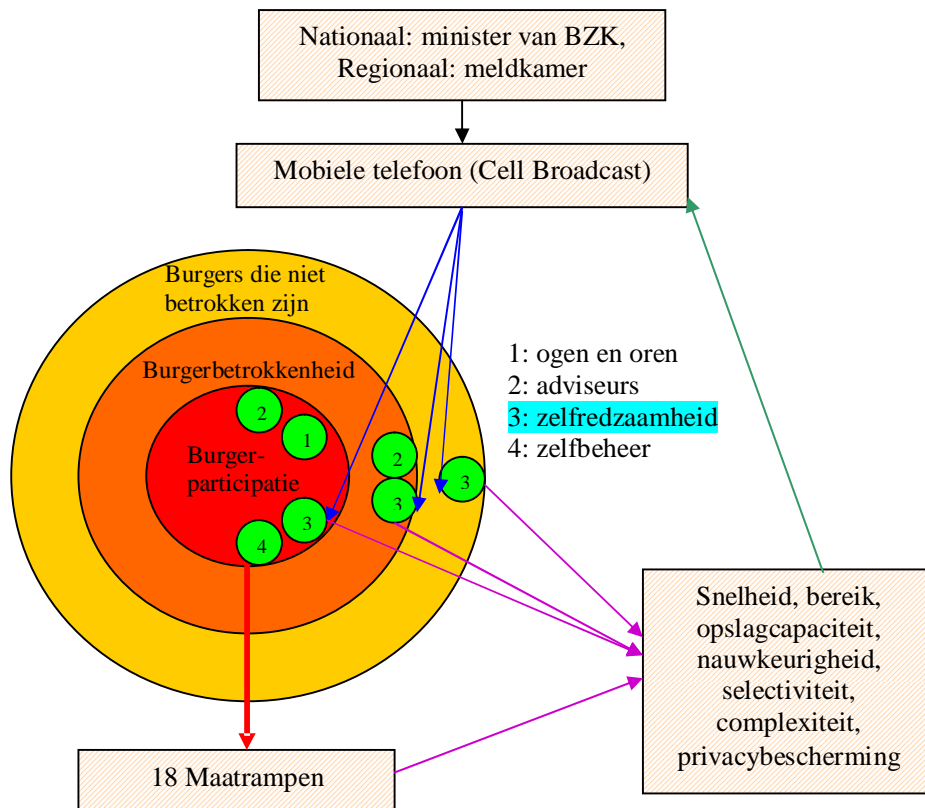 Nationaal: minister van BZK,
Regionaal: meldkamer
Mobiele telefoon (Cell Broadcast)
Burgers die niet
betrokken zijn
Burgerbetrokkenheid
Burger-
participatie
2
1
3
4
2
3
3
1: ogen en oren
2: adviseurs
3: zelfredzaamheid
4: zelfbeheer
Snelheid, bereik,
opslagcapaciteit,
nauwkeurigheid,
selectiviteit,
complexiteit,
privacybescherming
18 Maatrampen